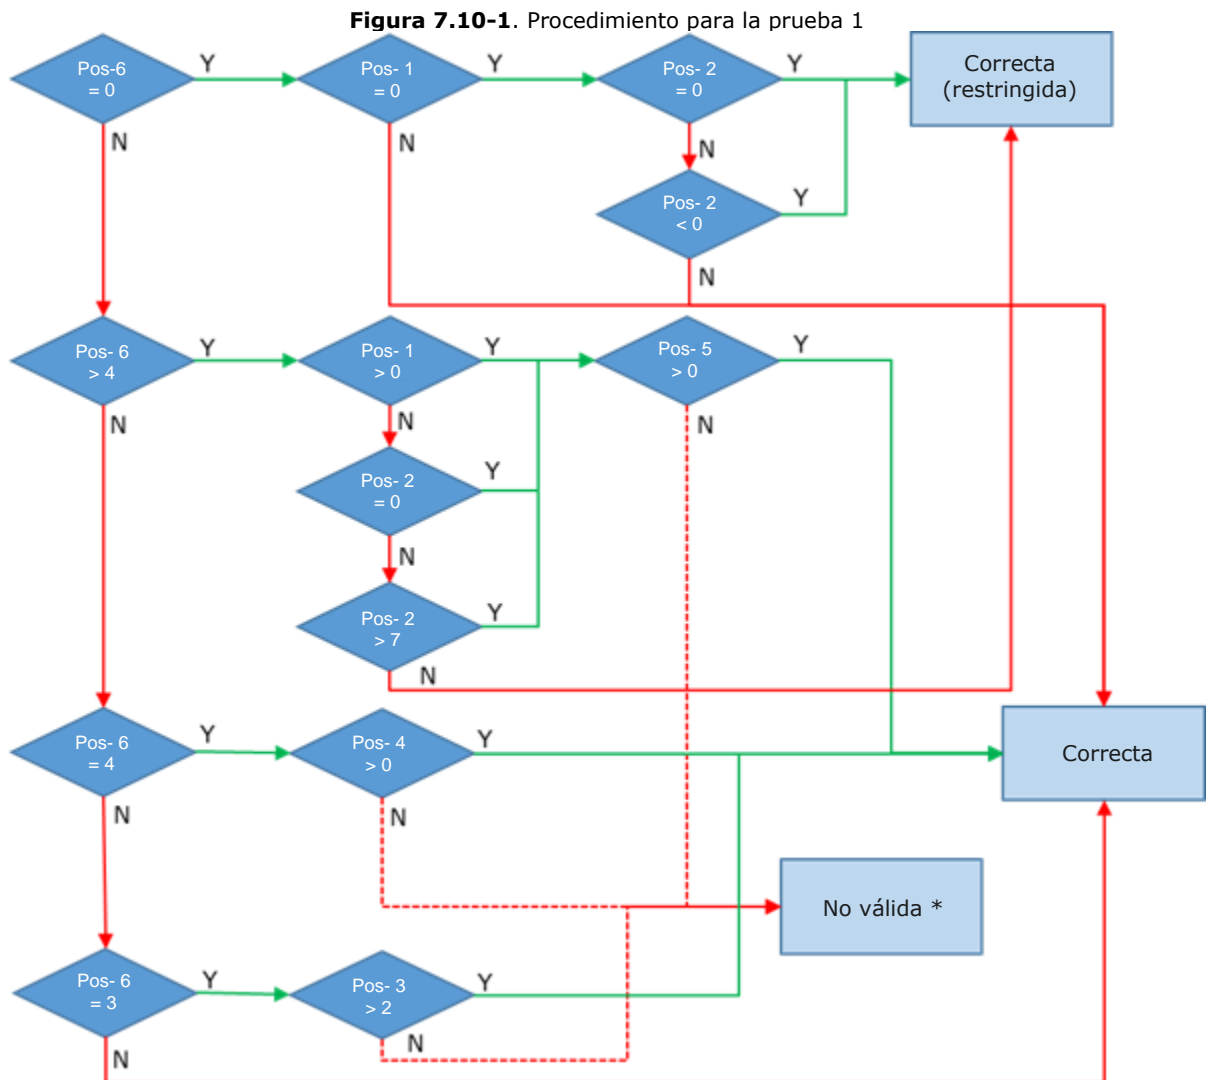 Figura 7.10-1. Procedimiento para la prueba 1
Pos-6
= 0
Y
Pos- 1
= 0
Y
Pos- 2
= 0
Y
Correcta
(restringida)
N
N
N
Pos- 2
< 0
Y
N
Pos- 6
> 4
Y
Pos- 1
> 0
Y
Pos- 5
> 0
Y
N
N
N
Pos- 2
= 0
Y
N
Pos- 2
> 7
Y
N
Pos- 6
= 4
Y
Pos- 4
> 0
Y
Correcta
N
N
No válida *
Pos- 6
= 3
Y
Pos- 3
> 2
Y
N
N